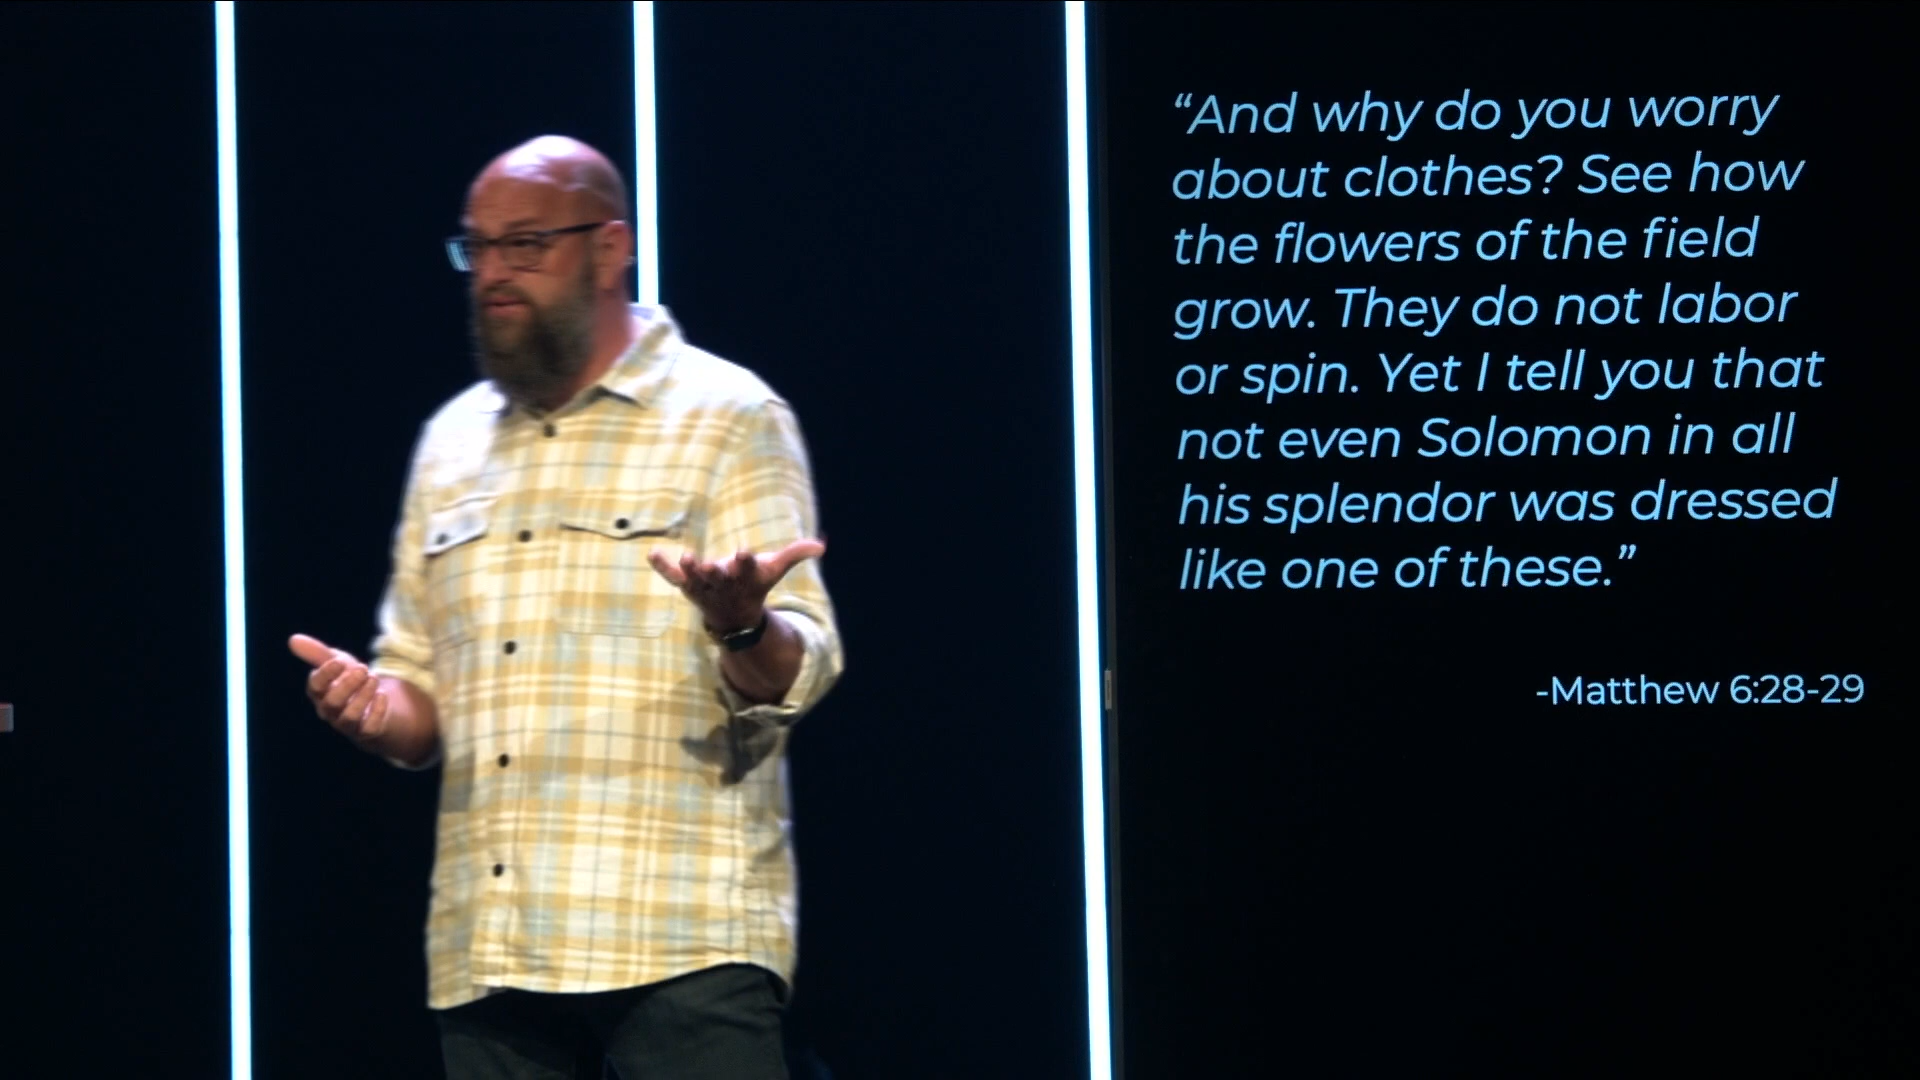 “And why do you worry
about clothes? See how
the flowers of the field
grow. They do not labor
or spin. Yet I tell you that
not even Solomon in all
his splendor was dressed
like one of these.”
-Matthew 6:28-29